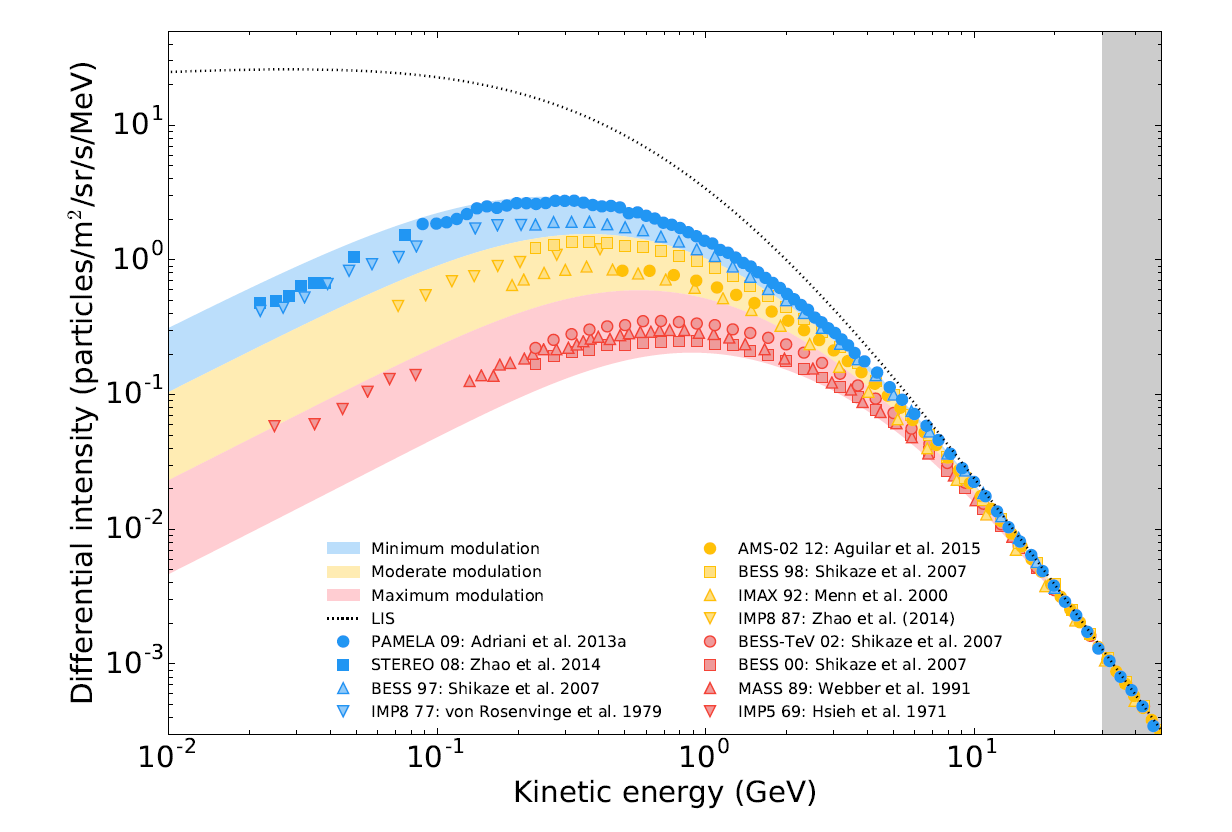 Differential intensity (particles/m²/sr/s/MeV)
10¹
10⁰
10⁻¹
10⁻²
10⁻³
Minimum modulation
Moderate modulation
Maximum modulation
LIS
PAMELA 09: Adriani et al. 2013a
STEREO 08: Zhao et al. 2014
BESS 97: Shikaze et al. 2007
IMP8 77: von Rosenvinge et al. 1979
AMS-02 12: Aguilar et al. 2015
BESS 98: Shikaze et al. 2007
IMAX 92: Menn et al. 2000
IMP8 87: Zhao et al. (2014)
BESS-TeV 02: Shikaze et al. 2007
BESS 00: Shikaze et al. 2007
MASS 89: Webber et al. 1991
IMP5 69: Hsieh et al. 1971
10⁻² 10⁻¹ 10⁰ 10¹
Kinetic energy (GeV)